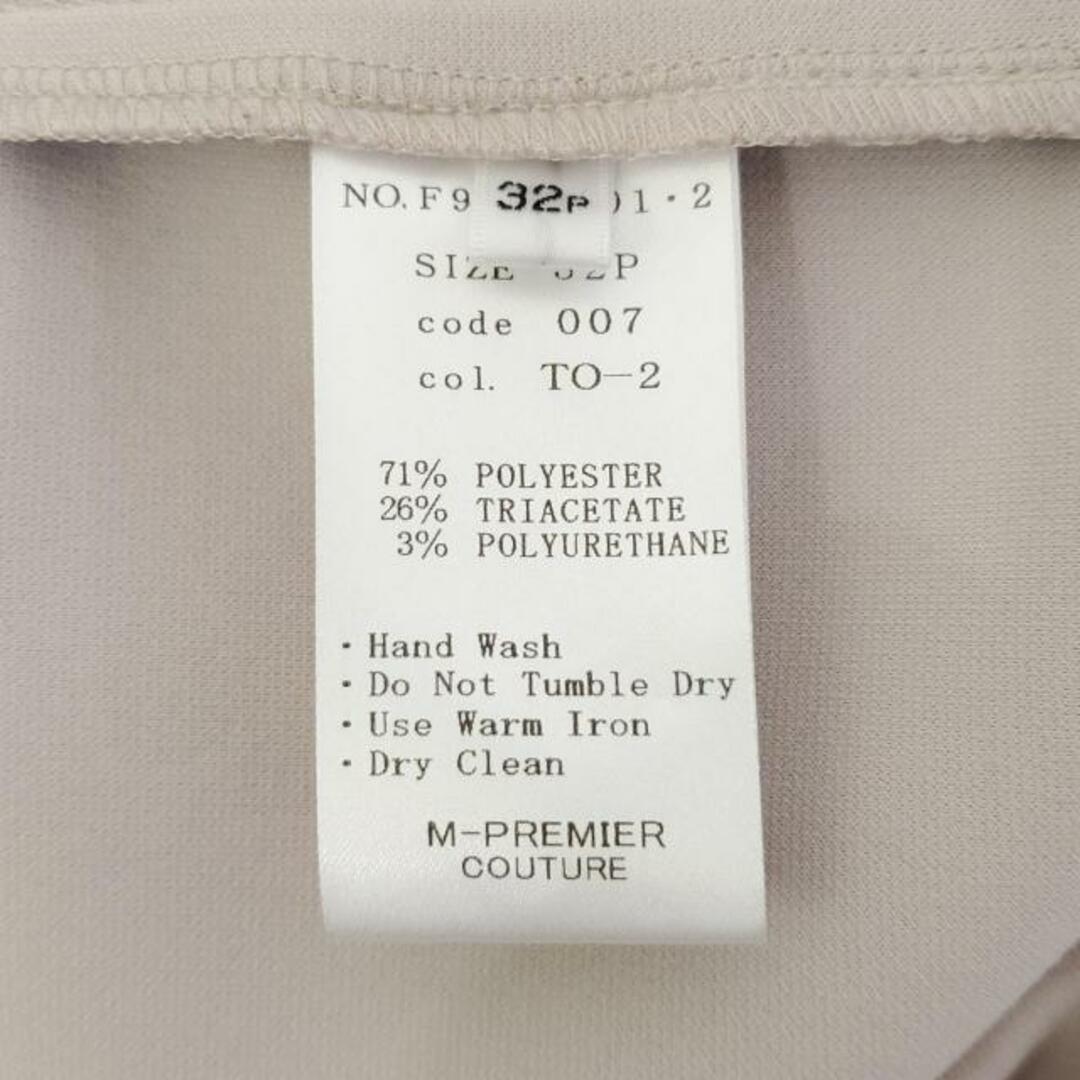 NO. F9 32P 01・2
SIZE 32P
code 007
col. TO-2
71% POLYESTER
26% TRIACETATE
3% POLYURETHANE
・Hand Wash
・Do Not Tumble Dry
・Use Warm Iron
・Dry Clean
M-PREMIER
COUTURE